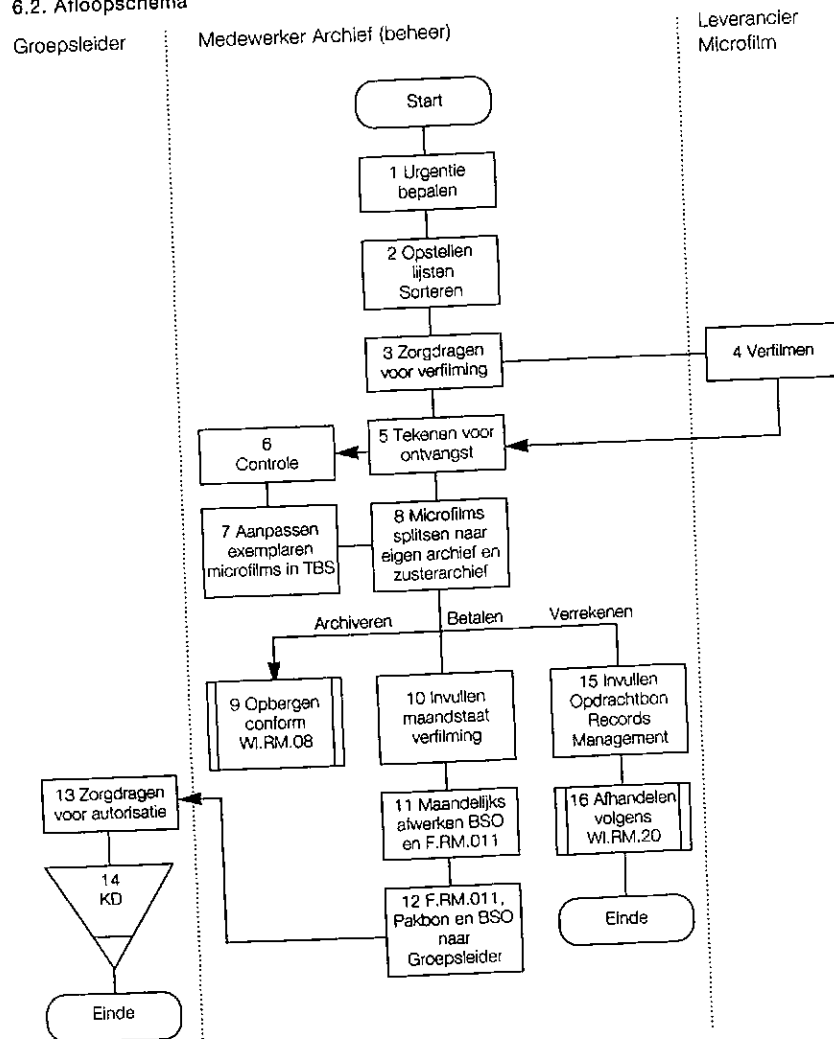 6.2. Afloopschema
Groepsleider
Medewerker Archief (beheer)
Leverancier
Microfilm
Start
1 Urgentie
bepalen
2 Opstellen
lijsten
Sorteren
3 Zorgdragen
voor verfilming
4 Verfilmen
5 Tekenen voor
ontvangst
6
Controle
7 Aanpassen
exemplaren
microfilms in TBS
8 Microfilms
splitsen naar
eigen archief en
zusterarchief
Archiveren
Betalen
Verrekenen
9 Opbergen
conform
WI.RM.08
10 Invullen
maandstaat
verfilming
15 Invullen
Opdrachtbon
Records
Management
13 Zorgdragen
voor autorisatie
11 Maandelijks
afwerken BSO
en F.RM.011
16 Afhandelen
volgens
WI.RM.20
14
KD
12 F.RM.011,
Pakbon en BSO
naar
Groepsleider
Einde
Einde